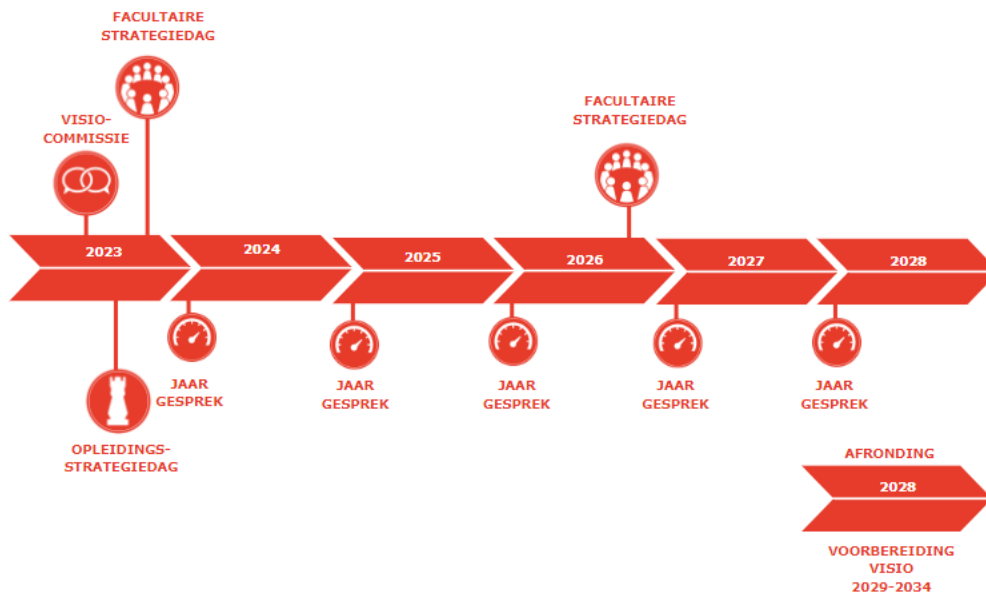 FACULTAIRE
STRATEGIEDAG
VISIO-
COMMISSIE
FACULTAIRE
STRATEGIEDAG
2023
2024
2025
2026
2027
2028
JAAR
GESPREK
JAAR
GESPREK
JAAR
GESPREK
JAAR
GESPREK
JAAR
GESPREK
OPLEIDINGS-
STRATEGIEDAG
AFRONDING
2028
VOORBEREIDING
VISIO
2029-2034